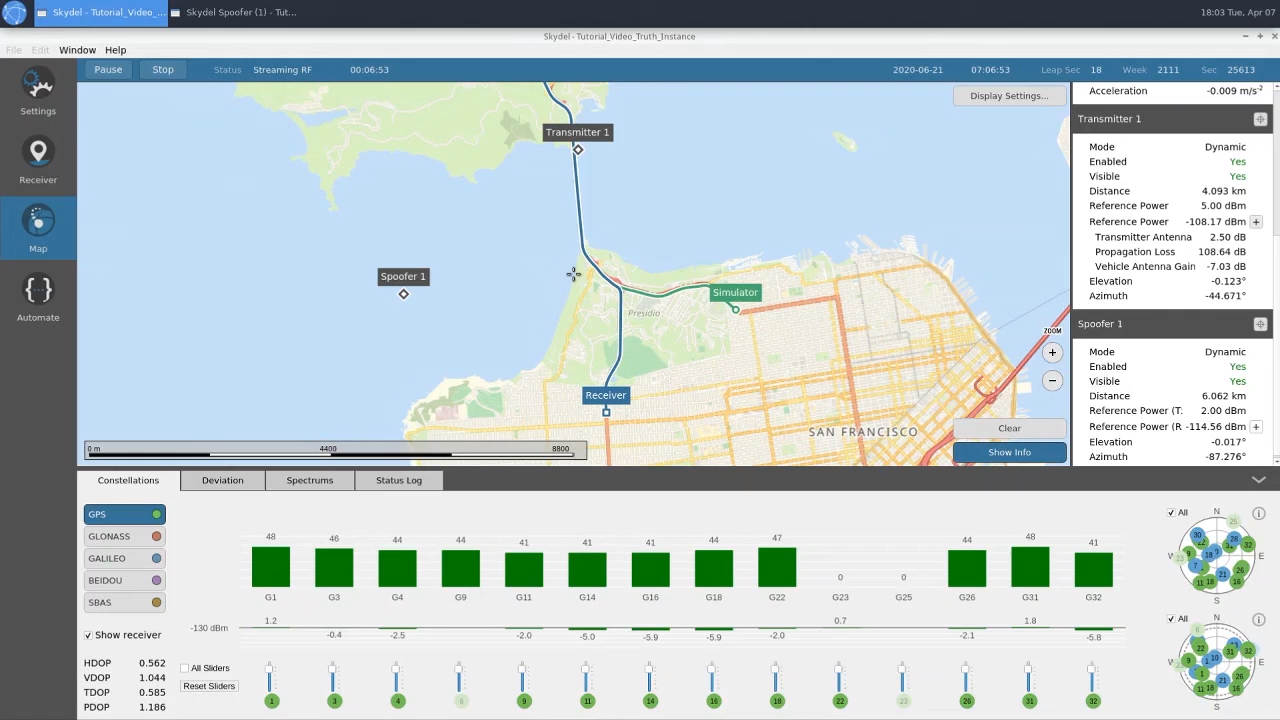 Skydel - Tutorial_Video_... Skydel Spoofer (1) - Tut... 18:03 Tue, Apr 07
Skydel - Tutorial_Video_Truth_Instance
File Edit Window Help
Pause Stop Status Streaming RF 00:06:53 2020-06-21 07:06:53 Leap Sec 18 Week 2111 Sec 25613
Settings
Receiver
Map
Automate
Display Settings...
Transmitter 1
Spoofer 1
Simulator
Presidio
Receiver
SAN FRANCISCO
ZOOM
+
−
Clear
Show Info
0 m 4400 8800
Acceleration -0.009 m/s⁻²
Transmitter 1
Mode Dynamic
Enabled Yes
Visible Yes
Distance 4.093 km
Reference Power 5.00 dBm
Reference Power -108.17 dBm +
Transmitter Antenna 2.50 dB
Propagation Loss 108.64 dB
Vehicle Antenna Gain -7.03 dB
Elevation -0.123°
Azimuth -44.671°
Spoofer 1
Mode Dynamic
Enabled Yes
Visible Yes
Distance 6.062 km
Reference Power (T. 2.00 dBm
Reference Power (R -114.56 dBm +
Elevation -0.017°
Azimuth -87.276°
Constellations Deviation Spectrums Status Log
GPS
GLONASS
GALILEO
BEIDOU
SBAS
Show receiver
HDOP 0.562
VDOP 1.044
TDOP 0.585
PDOP 1.186
48 46 44 44 41 41 41 44 47 0 0 44 48 41
G1 G3 G4 G9 G11 G14 G16 G18 G22 G23 G25 G26 G31 G32
-130 dBm
1.2 -0.4 -2.5 -2.0 -5.0 -5.9 -5.9 -2.0 0.7 -2.1 1.8 -5.8
All Sliders
Reset Sliders
1 3 4 6 9 11 14 16 18 22 23 26 31 32
All N
W E
S
All N
W E
S